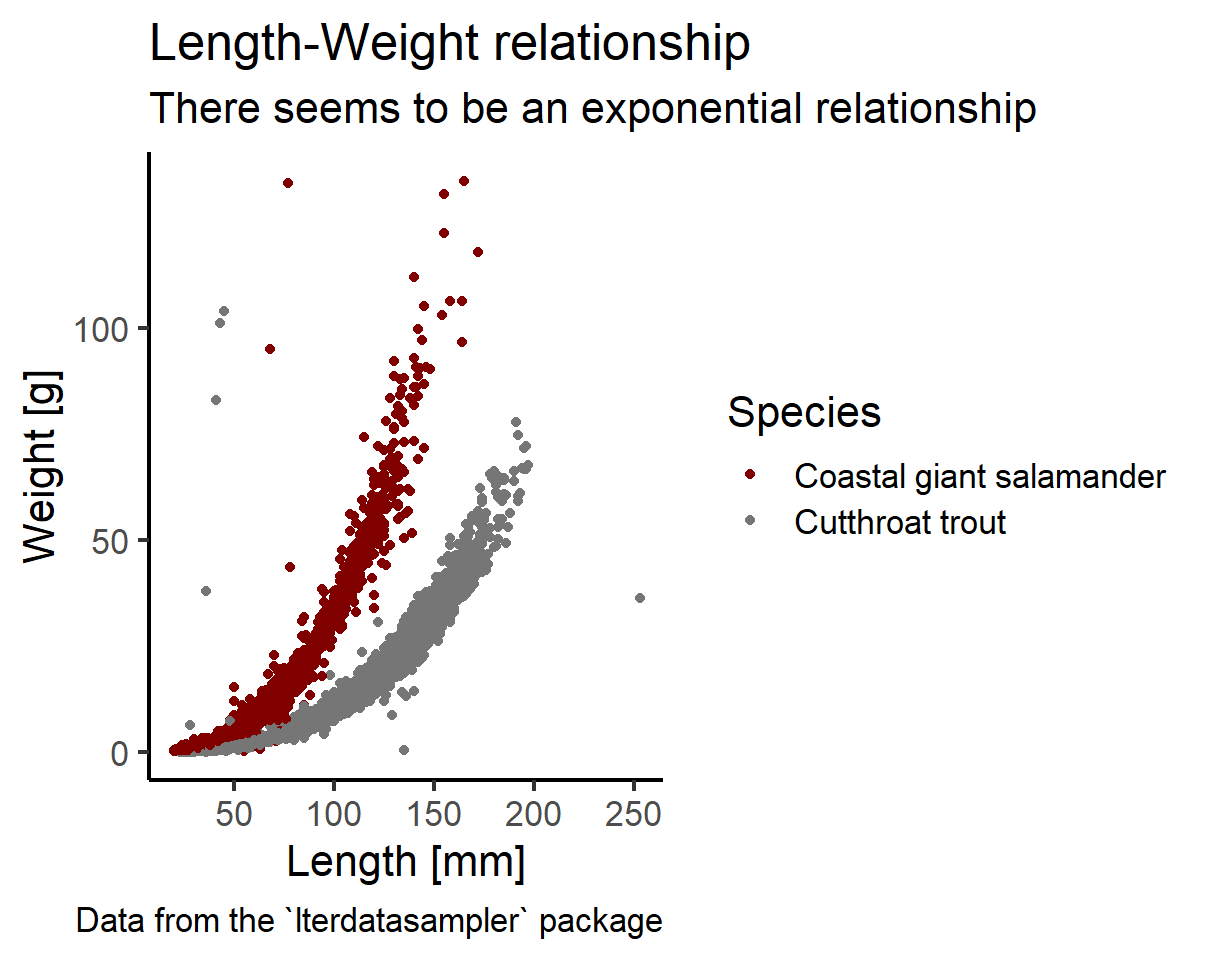 Length-Weight relationship
There seems to be an exponential relationship
100
50
0
Weight [g]
50 100 150 200 250
Length [mm]
Species
Coastal giant salamander
Cutthroat trout
Data from the `lterdatasampler` package